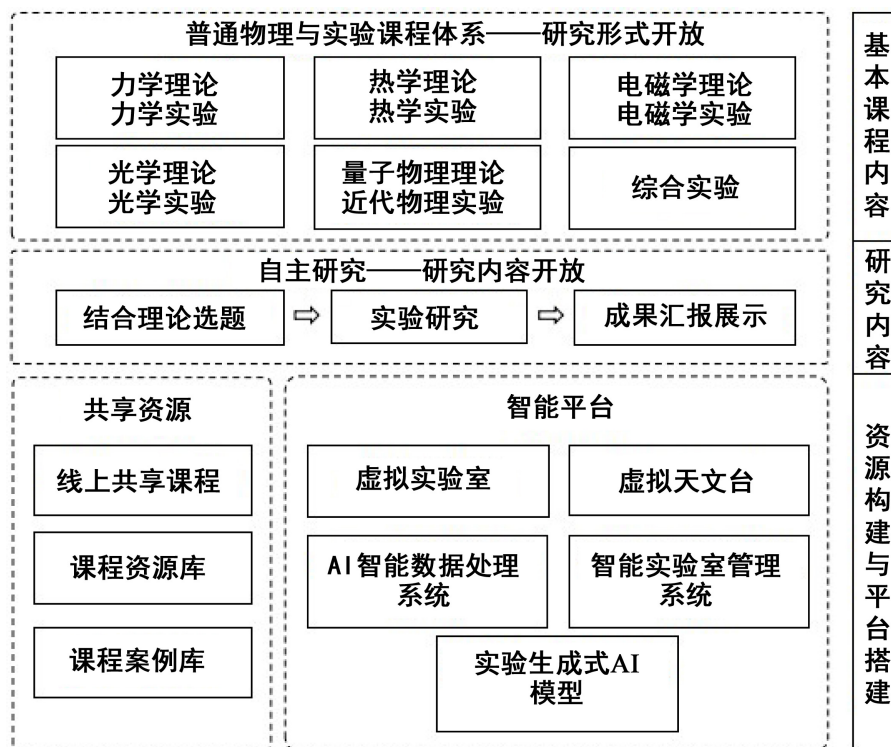 普通物理与实验课程体系——研究形式开放
力学理论
力学实验
热学理论
热学实验
电磁学理论
电磁学实验
光学理论
光学实验
量子物理理论
近代物理实验
综合实验
基本课程内容
自主研究——研究内容开放
结合理论选题
实验研究
成果汇报展示
研究内容
共享资源
线上共享课程
课程资源库
课程案例库
智能平台
虚拟实验室
虚拟天文台
AI智能数据处理
系统
智能实验室管理
系统
实验生成式AI
模型
资源构建与平台搭建